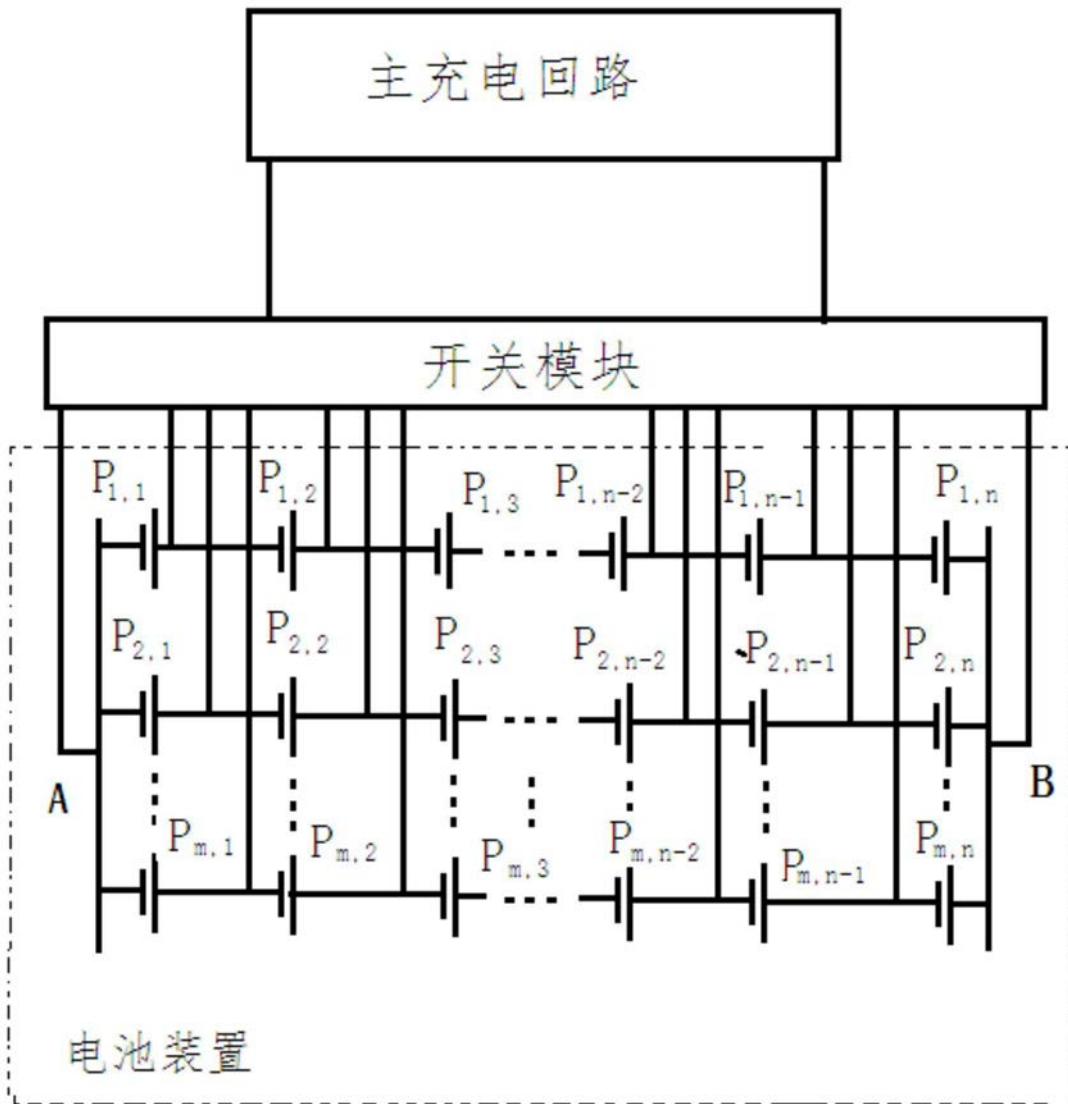 主充电回路
开关模块
P1,1 P1,2 P1,3 P1,n-2 P1,n-1 P1,n
P2,1 P2,2 P2,3 P2,n-2 P2,n-1 P2,n
A B
Pm,1 Pm,2 Pm,3 Pm,n-2 Pm,n-1 Pm,n
电池装置